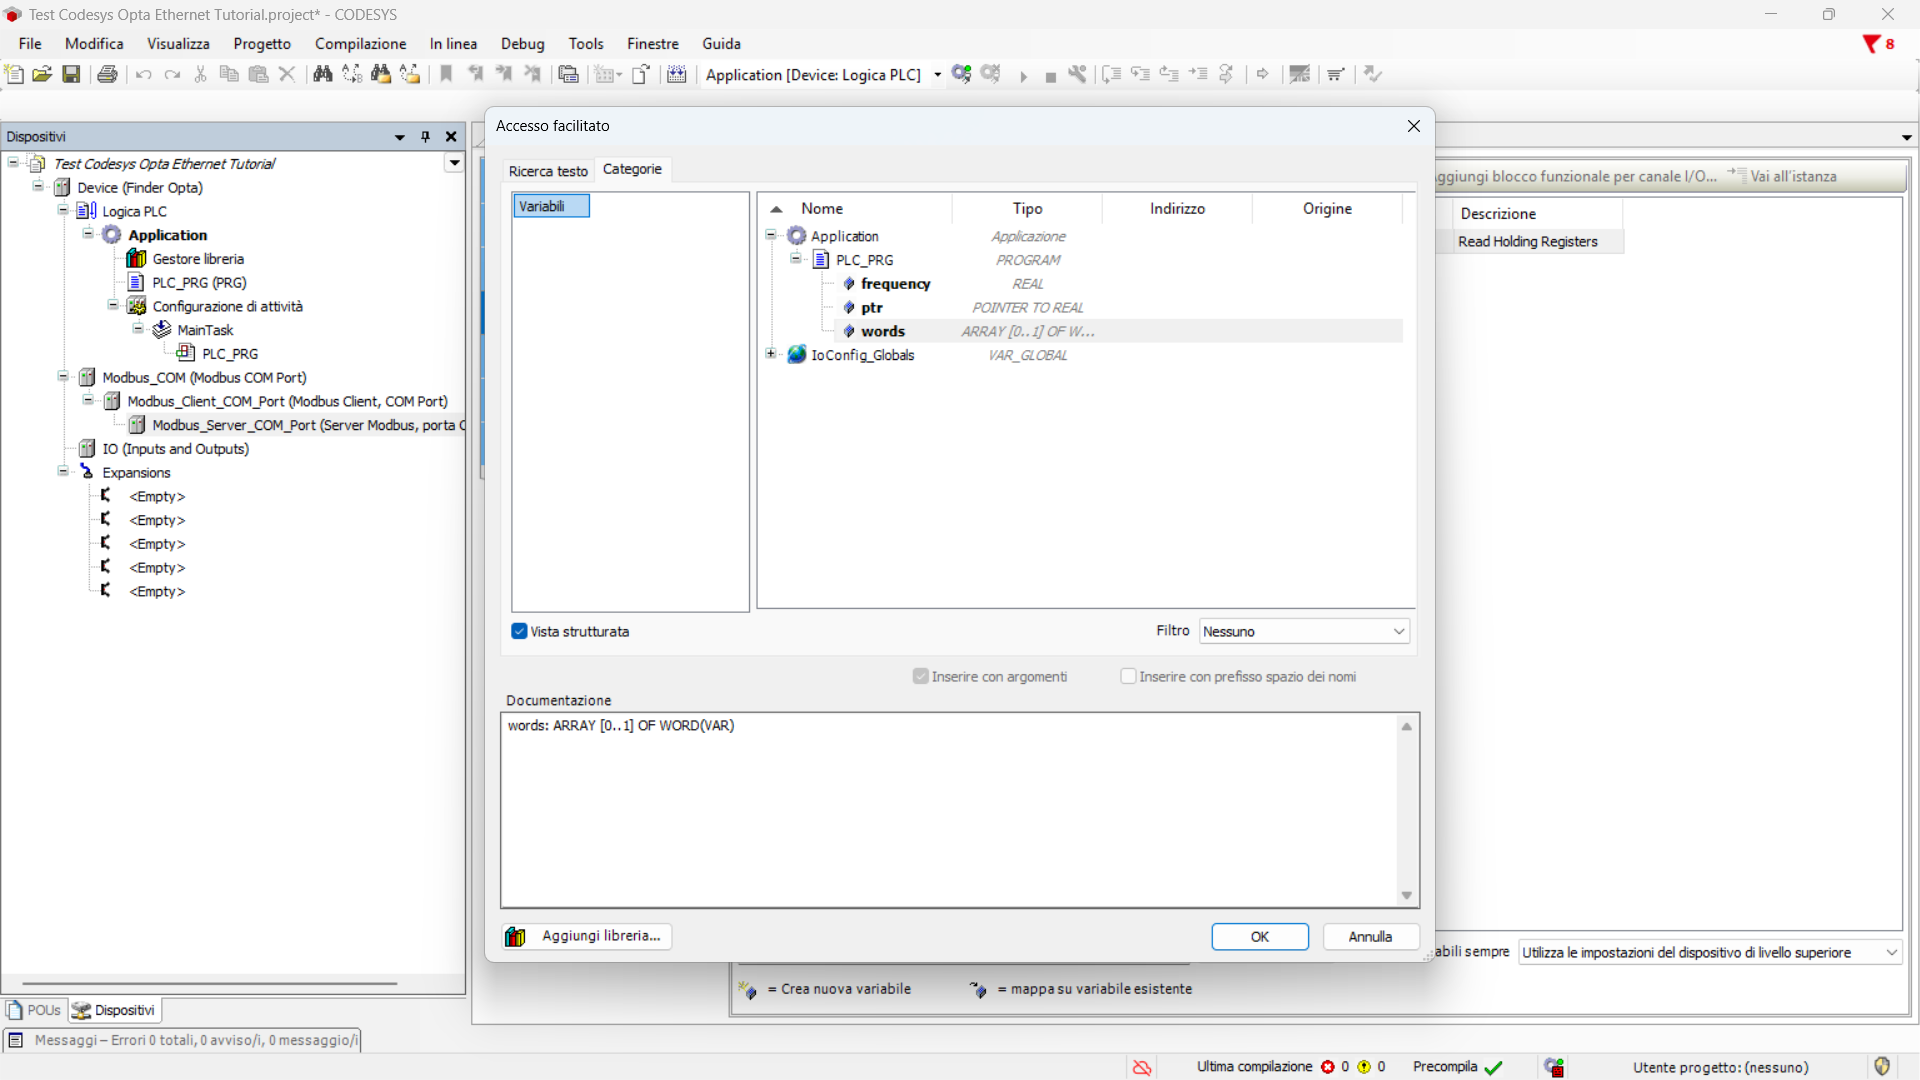 Test Codesys Opta Ethernet Tutorial.project* - CODESYS
File Modifica Visualizza Progetto Compilazione In linea Debug Tools Finestre Guida
8
Application [Device: Logica PLC]
Dispositivi
Test Codesys Opta Ethernet Tutorial
Device (Finder Opta)
Logica PLC
Application
Gestore libreria
PLC_PRG (PRG)
Configurazione di attività
MainTask
PLC_PRG
Modbus_COM (Modbus COM Port)
Modbus_Client_COM_Port (Modbus Client, COM Port)
Modbus_Server_COM_Port (Server Modbus, porta C
IO (Inputs and Outputs)
Expansions
<Empty>
<Empty>
<Empty>
<Empty>
<Empty>
POUs Dispositivi
Messaggi – Errori 0 totali, 0 avviso/i, 0 messaggio/i
Accesso facilitato
Ricerca testo Categorie
Variabili
Nome Tipo Indirizzo Origine
Application Applicazione
PLC_PRG PROGRAM
frequency REAL
ptr POINTER TO REAL
words ARRAY [0..1] OF W...
IoConfig_Globals VAR_GLOBAL
Vista strutturata
Filtro Nessuno
Inserire con argomenti Inserire con prefisso spazio dei nomi
Documentazione
words: ARRAY [0..1] OF WORD(VAR)
Aggiungi libreria... OK Annulla
ggiungi blocco funzionale per canale I/O... Vai all'istanza
Descrizione
Read Holding Registers
abili sempre Utilizza le impostazioni del dispositivo di livello superiore
= Crea nuova variabile = mappa su variabile esistente
Ultima compilazione 0 0 Precompila Utente progetto: (nessuno)